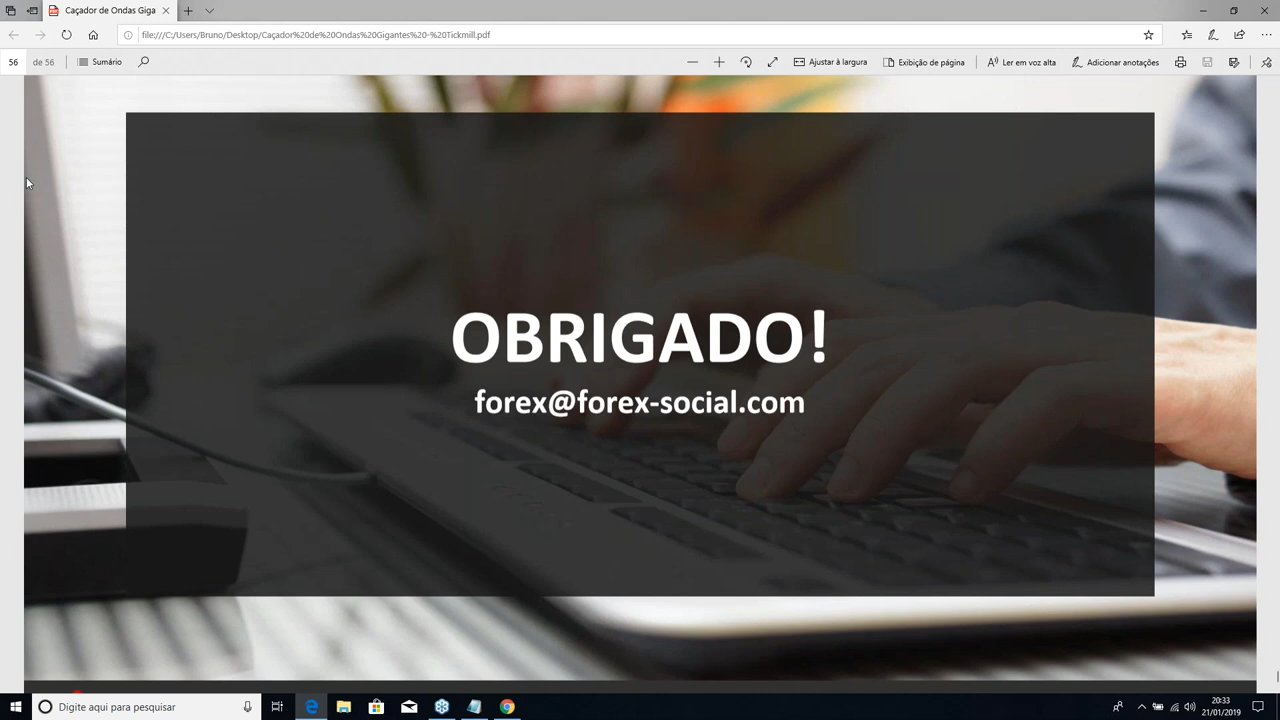 Caçador de Ondas Giga
file:///C:/Users/Bruno/Desktop/Caçador%20de%20Ondas%20Gigantes%20-%20Tickmill.pdf
56 de 56 Sumário Ajustar à largura Exibição de página Ler em voz alta Adicionar anotações
OBRIGADO!
forex@forex-social.com
Digite aqui para pesquisar
20:33
21/01/2019